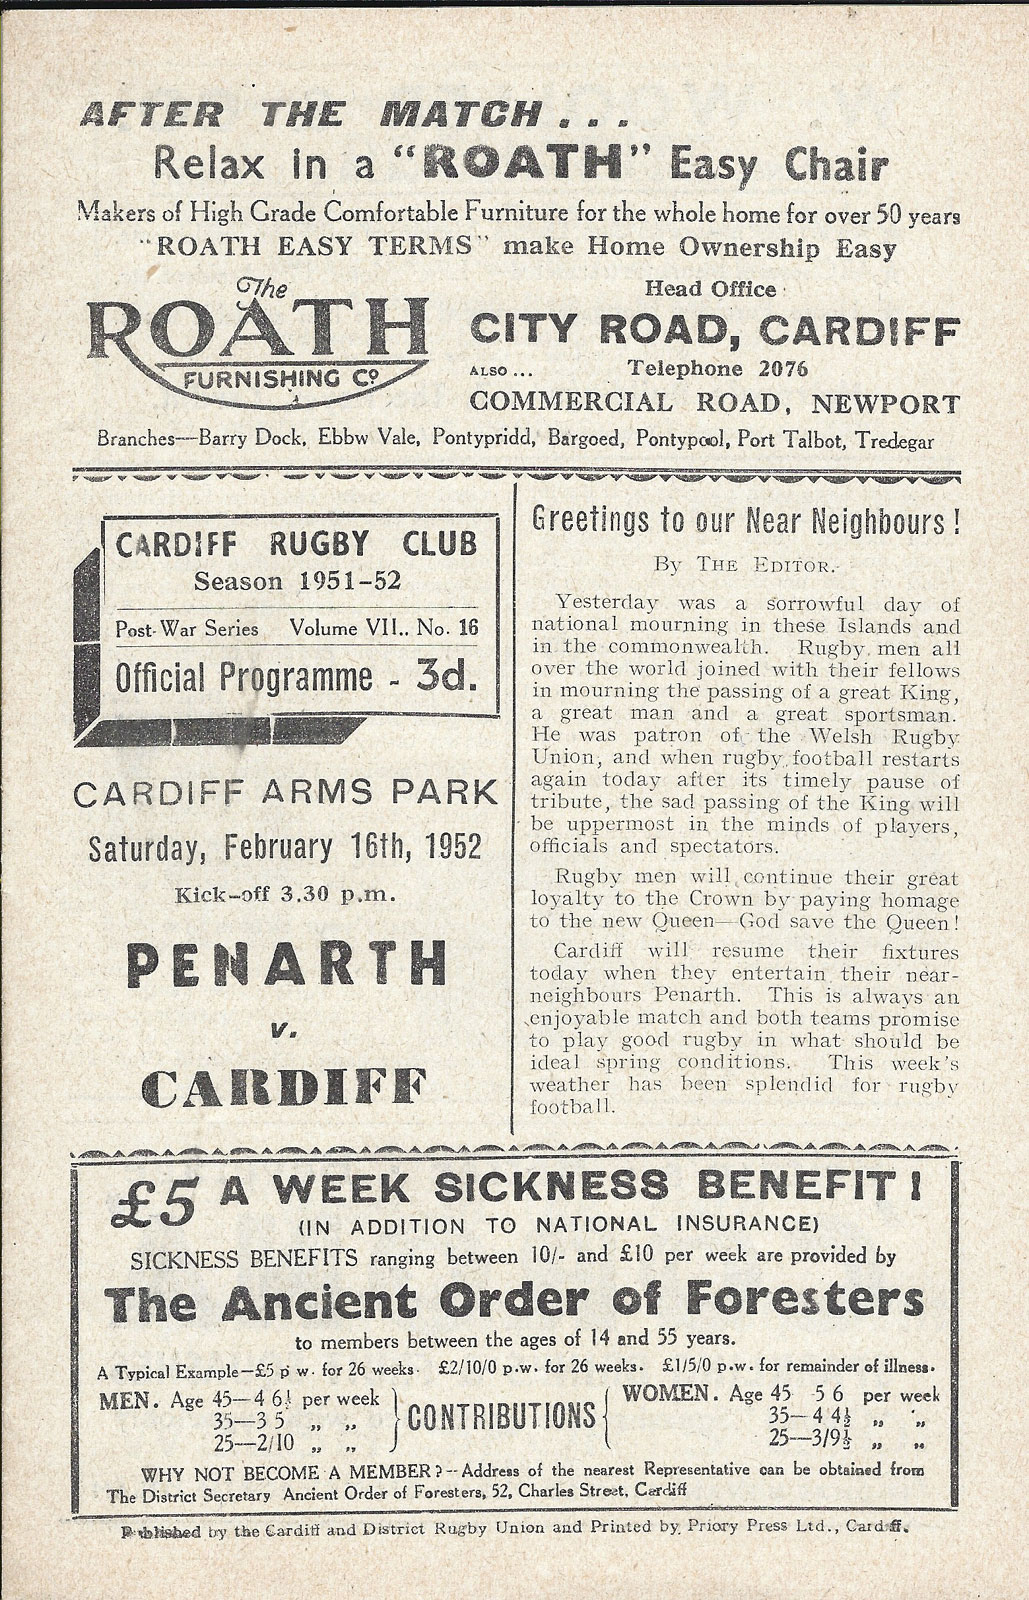 AFTER THE MATCH . . .
Relax in a "ROATH" Easy Chair
Makers of High Grade Comfortable Furniture for the whole home for over 50 years
"ROATH EASY TERMS" make Home Ownership Easy
The
ROATH
FURNISHING Co.
Head Office
CITY ROAD, CARDIFF
ALSO ... Telephone 2076
COMMERCIAL ROAD, NEWPORT
Branches—Barry Dock, Ebbw Vale, Pontypridd, Bargoed, Pontypool, Port Talbot, Tredegar
CARDIFF RUGBY CLUB
Season 1951-52
Post-War Series Volume VII.. No. 16
Official Programme - 3d.
CARDIFF ARMS PARK
Saturday, February 16th, 1952
Kick-off 3.30 p.m.
PENARTH
v.
CARDIFF
Greetings to our Near Neighbours !
By THE EDITOR.
Yesterday was a sorrowful day of
national mourning in these Islands and
in the commonwealth. Rugby men all
over the world joined with their fellows
in mourning the passing of a great King,
a great man and a great sportsman.
He was patron of the Welsh Rugby
Union, and when rugby football restarts
again today after its timely pause of
tribute, the sad passing of the King will
be uppermost in the minds of players,
officials and spectators.
Rugby men will continue their great
loyalty to the Crown by paying homage
to the new Queen—God save the Queen!
Cardiff will resume their fixtures
today when they entertain their near-
neighbours Penarth. This is always an
enjoyable match and both teams promise
to play good rugby in what should be
ideal spring conditions. This week's
weather has been splendid for rugby
football.
£5 A WEEK SICKNESS BENEFIT !
(IN ADDITION TO NATIONAL INSURANCE)
SICKNESS BENEFITS ranging between 10/- and £10 per week are provided by
The Ancient Order of Foresters
to members between the ages of 14 and 55 years.
A Typical Example—£5 p w. for 26 weeks. £2/10/0 p.w. for 26 weeks. £1/5/0 p.w. for remainder of illness.
MEN. Age 45—4 6½ per week
35—3 5 „ „
25—2/10 „ „
CONTRIBUTIONS
WOMEN. Age 45 5 6 per week
35—4 4½ „ „
25—3/9½ „ „
WHY NOT BECOME A MEMBER?—Address of the nearest Representative can be obtained from
The District Secretary Ancient Order of Foresters, 52, Charles Street, Cardiff
Published by the Cardiff and District Rugby Union and Printed by Priory Press Ltd., Cardiff.